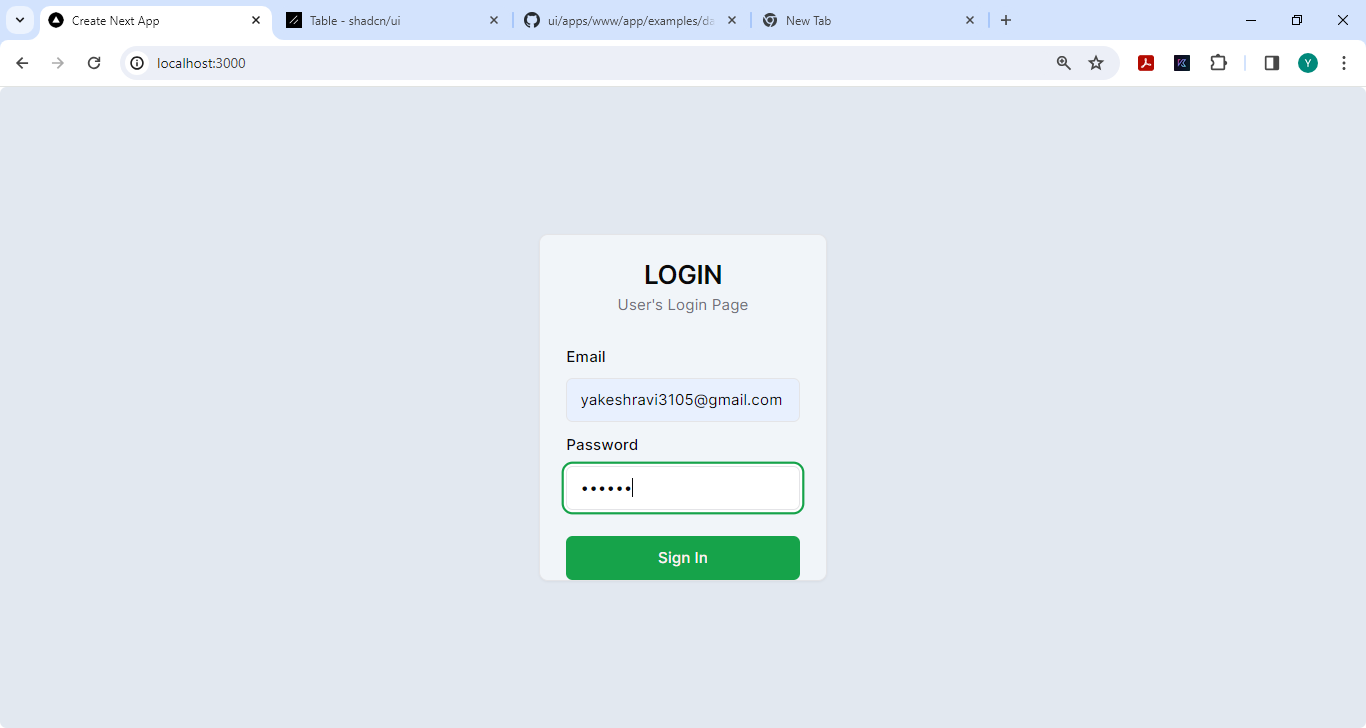 Create Next App
Table - shadcn/ui
ui/apps/www/app/examples/da
New Tab
localhost:3000
Y
LOGIN
User's Login Page
Email
yakeshravi3105@gmail.com
Password
••••••
Sign In